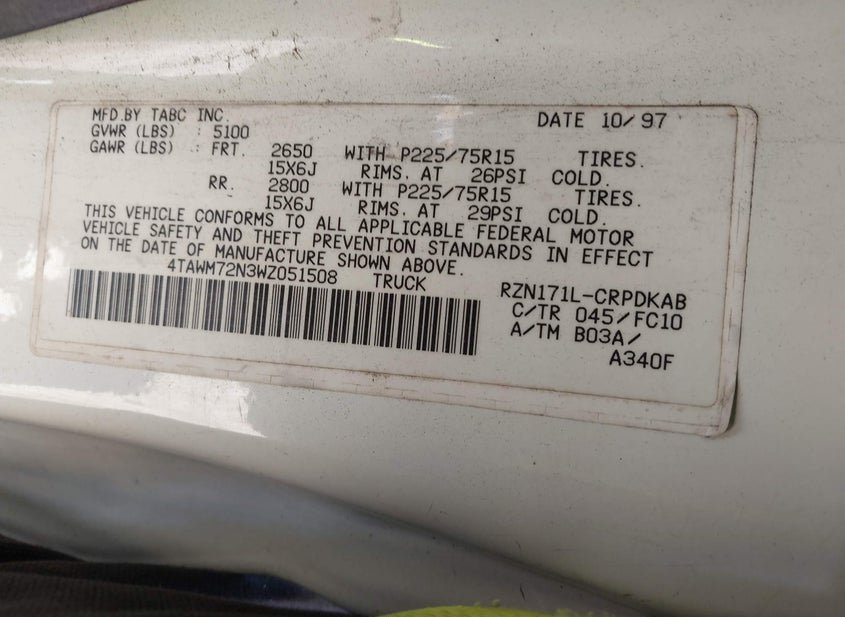 MFD.BY TABC INC. DATE 10/97
GVWR (LBS) : 5100
GAWR (LBS) : FRT. 2650 WITH P225/75R15 TIRES.
15X6J RIMS. AT 26PSI COLD.
RR. 2800 WITH P225/75R15 TIRES.
15X6J RIMS. AT 29PSI COLD.
THIS VEHICLE CONFORMS TO ALL APPLICABLE FEDERAL MOTOR
VEHICLE SAFETY AND THEFT PREVENTION STANDARDS IN EFFECT
ON THE DATE OF MANUFACTURE SHOWN ABOVE.
4TAWM72N3WZ051508 TRUCK RZN171L-CRPDKAB
C/TR 045/FC10
A/TM B03A/
A340F